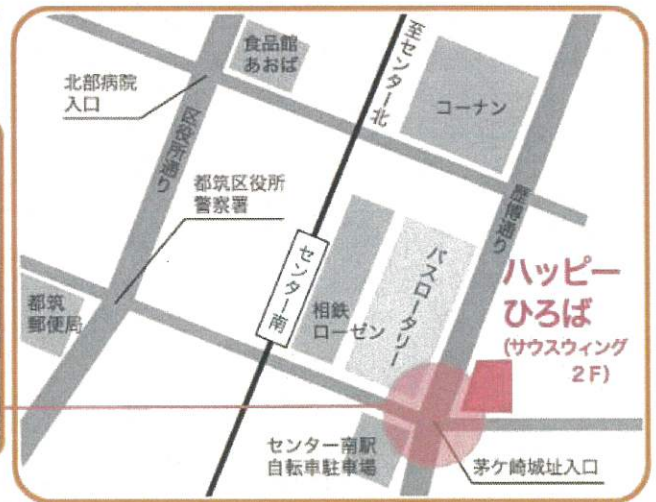 食品館
あおば
北部病院
入口
至センター北
コーナン
区役所通り
都筑区役所
警察署
歴博通り
センター南
相鉄
ローゼン
バスロータリー
ハッピー
ひろば
(サウスウィング
2F)
都筑
郵便局
センター南駅
自転車駐車場
茅ケ崎城址入口